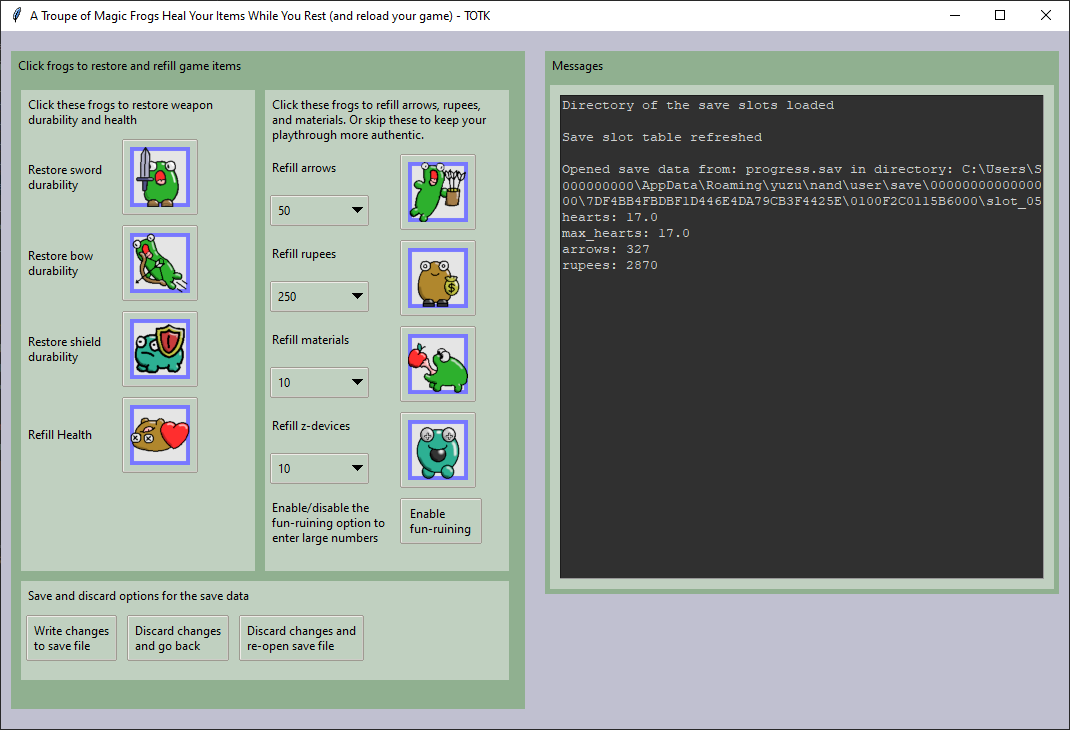 A Troupe of Magic Frogs Heal Your Items While You Rest (and reload your game) - TOTK
Click frogs to restore and refill game items
Click these frogs to restore weapon
durability and health
Restore sword
durability
Restore bow
durability
Restore shield
durability
Refill Health
Click these frogs to refill arrows, rupees,
and materials. Or skip these to keep your
playthrough more authentic.
Refill arrows
50
Refill rupees
250
Refill materials
10
Refill z-devices
10
Enable/disable the
fun-ruining option to
enter large numbers
Enable
fun-ruining
Save and discard options for the save data
Write changes
to save file
Discard changes
and go back
Discard changes and
re-open save file
Messages
Directory of the save slots loaded
Save slot table refreshed
Opened save data from: progress.sav in directory: C:\Users\S
000000000\AppData\Roaming\yuzu\nand\user\save\00000000000000
00\7DF4BB4FBDBF1D446E4DA79CB3F4425E\0100F2C0115B6000\slot_05
hearts: 17.0
max_hearts: 17.0
arrows: 327
rupees: 2870